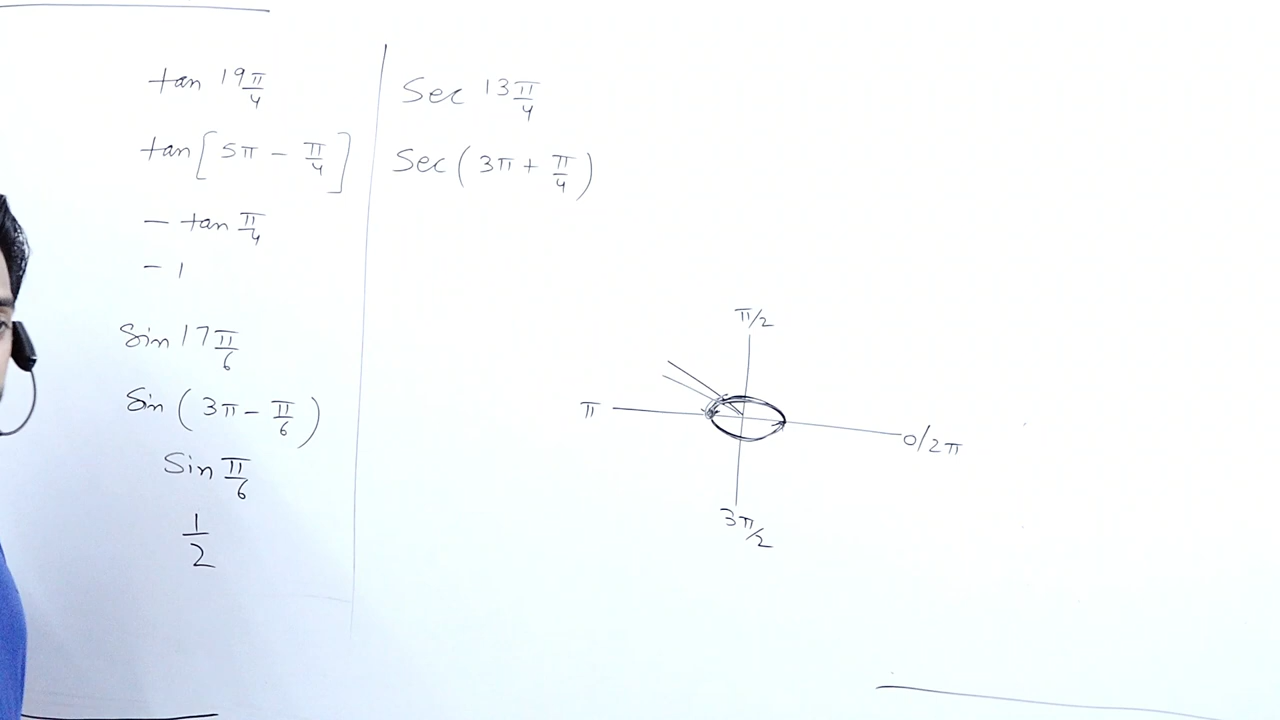 tan 19π/4
tan[5π - π/4]
- tan π/4
- 1
Sin 17π/6
Sin (3π - π/6)
Sin π/6
1/2
Sec 13π/4
Sec (3π + π/4)
π/2
π
0/2π
3π/2